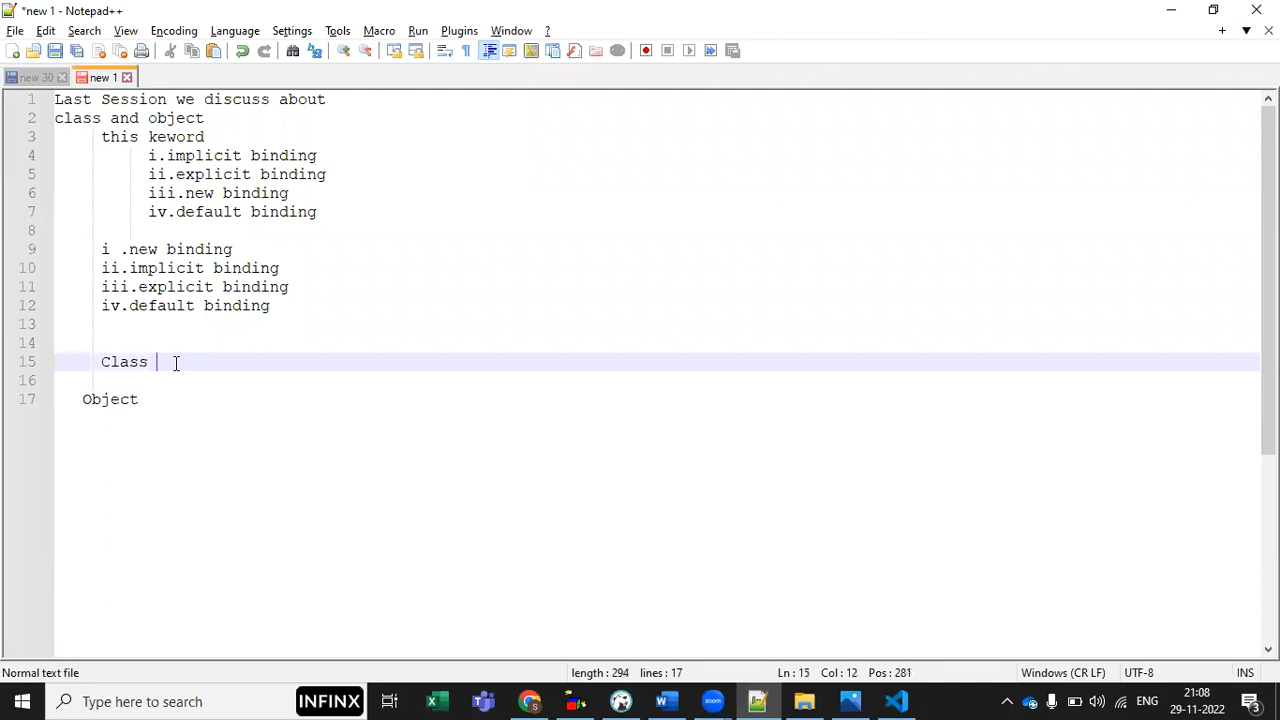 *new 1 - Notepad++
File Edit Search View Encoding Language Settings Tools Macro Run Plugins Window ?
new 30 new 1
1 Last Session we discuss about
2 class and object
3 this keword
4 i.implicit binding
5 ii.explicit binding
6 iii.new binding
7 iv.default binding
8
9 i .new binding
10 ii.implicit binding
11 iii.explicit binding
12 iv.default binding
13
14
15 Class
16
17 Object
Normal text file length : 294 lines : 17 Ln : 15 Col : 12 Pos : 281 Windows (CR LF) UTF-8 INS
Type here to search INFINX zoom ENG 21:08
29-11-2022 3